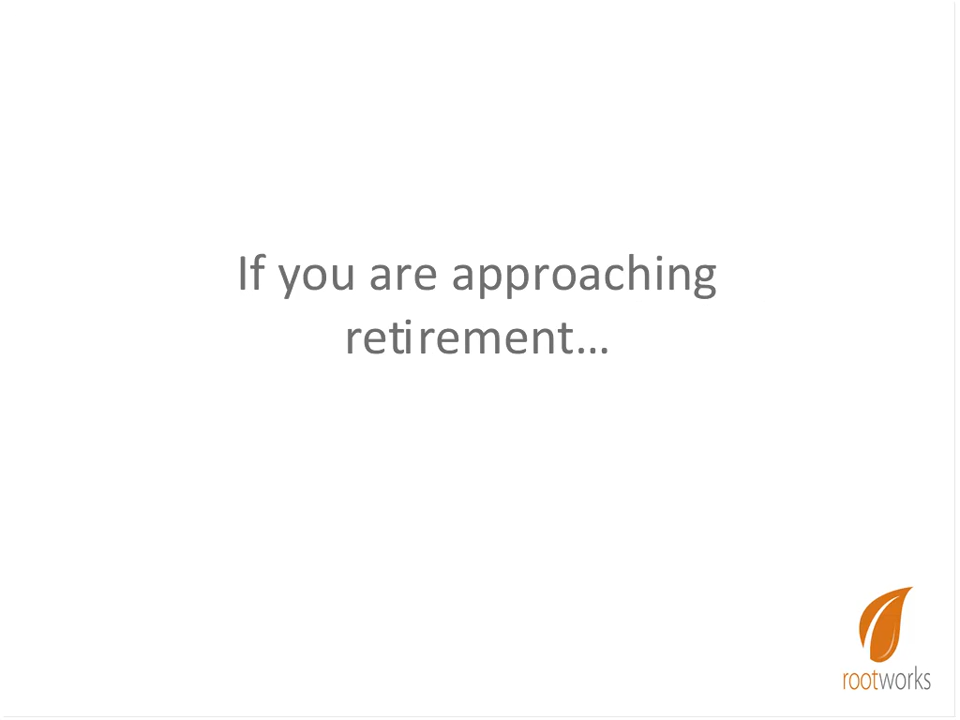 If you are approaching
retirement…
rootworks